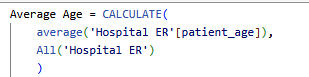 Average Age = CALCULATE(
average('Hospital ER'[patient_age]),
All('Hospital ER')
)